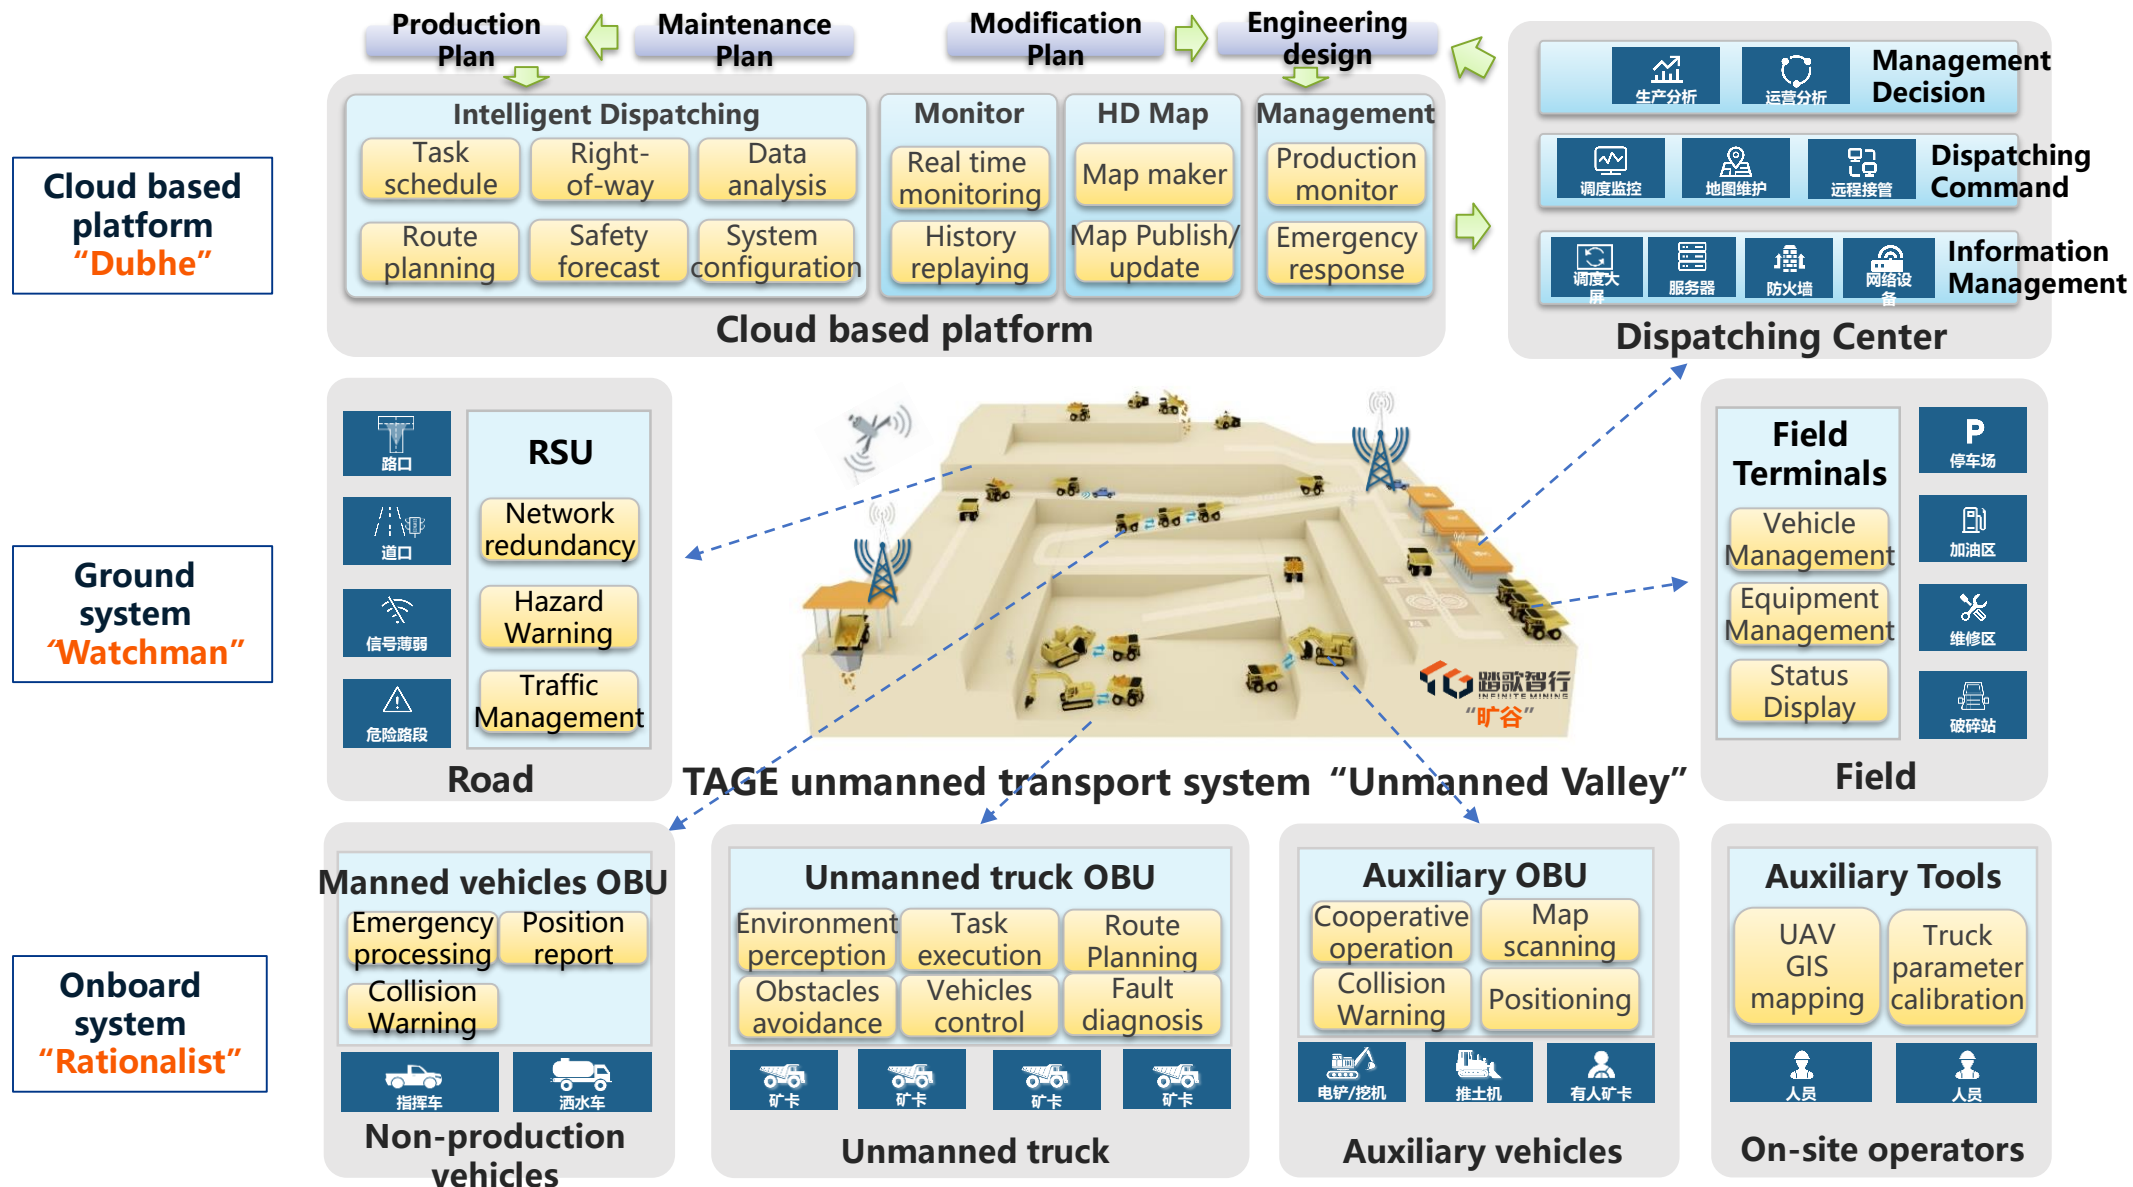 Production
Plan
Maintenance
Plan
Modification
Plan
Engineering
design
Cloud based
platform
“Dubhe”
Intelligent Dispatching
Task
schedule
Right-
of-way
Data
analysis
Route
planning
Safety
forecast
System
configuration
Monitor
Real time
monitoring
History
replaying
HD Map
Map maker
Map Publish/
update
Management
Production
monitor
Emergency
response
Cloud based platform
生产分析
运营分析
Management
Decision
调度监控
地图维护
远程接管
Dispatching
Command
调度大
屏
服务器
防火墙
网络设
备
Information
Management
Dispatching Center
Ground
system
“Watchman”
路口
道口
信号薄弱
危险路段
RSU
Network
redundancy
Hazard
Warning
Traffic
Management
Road
踏歌智行
INFINITE MINING
“旷谷”
TAGE unmanned transport system “Unmanned Valley”
Field
Terminals
Vehicle
Management
Equipment
Management
Status
Display
P
停车场
加油区
维修区
破碎站
Field
Onboard
system
“Rationalist”
Manned vehicles OBU
Emergency
processing
Position
report
Collision
Warning
指挥车
洒水车
Non-production
vehicles
Unmanned truck OBU
Environment
perception
Task
execution
Route
Planning
Obstacles
avoidance
Vehicles
control
Fault
diagnosis
矿卡
矿卡
矿卡
矿卡
Unmanned truck
Auxiliary OBU
Cooperative
operation
Map
scanning
Collision
Warning
Positioning
电铲/挖机
推土机
有人矿卡
Auxiliary vehicles
Auxiliary Tools
UAV
GIS
mapping
Truck
parameter
calibration
人员
人员
On-site operators